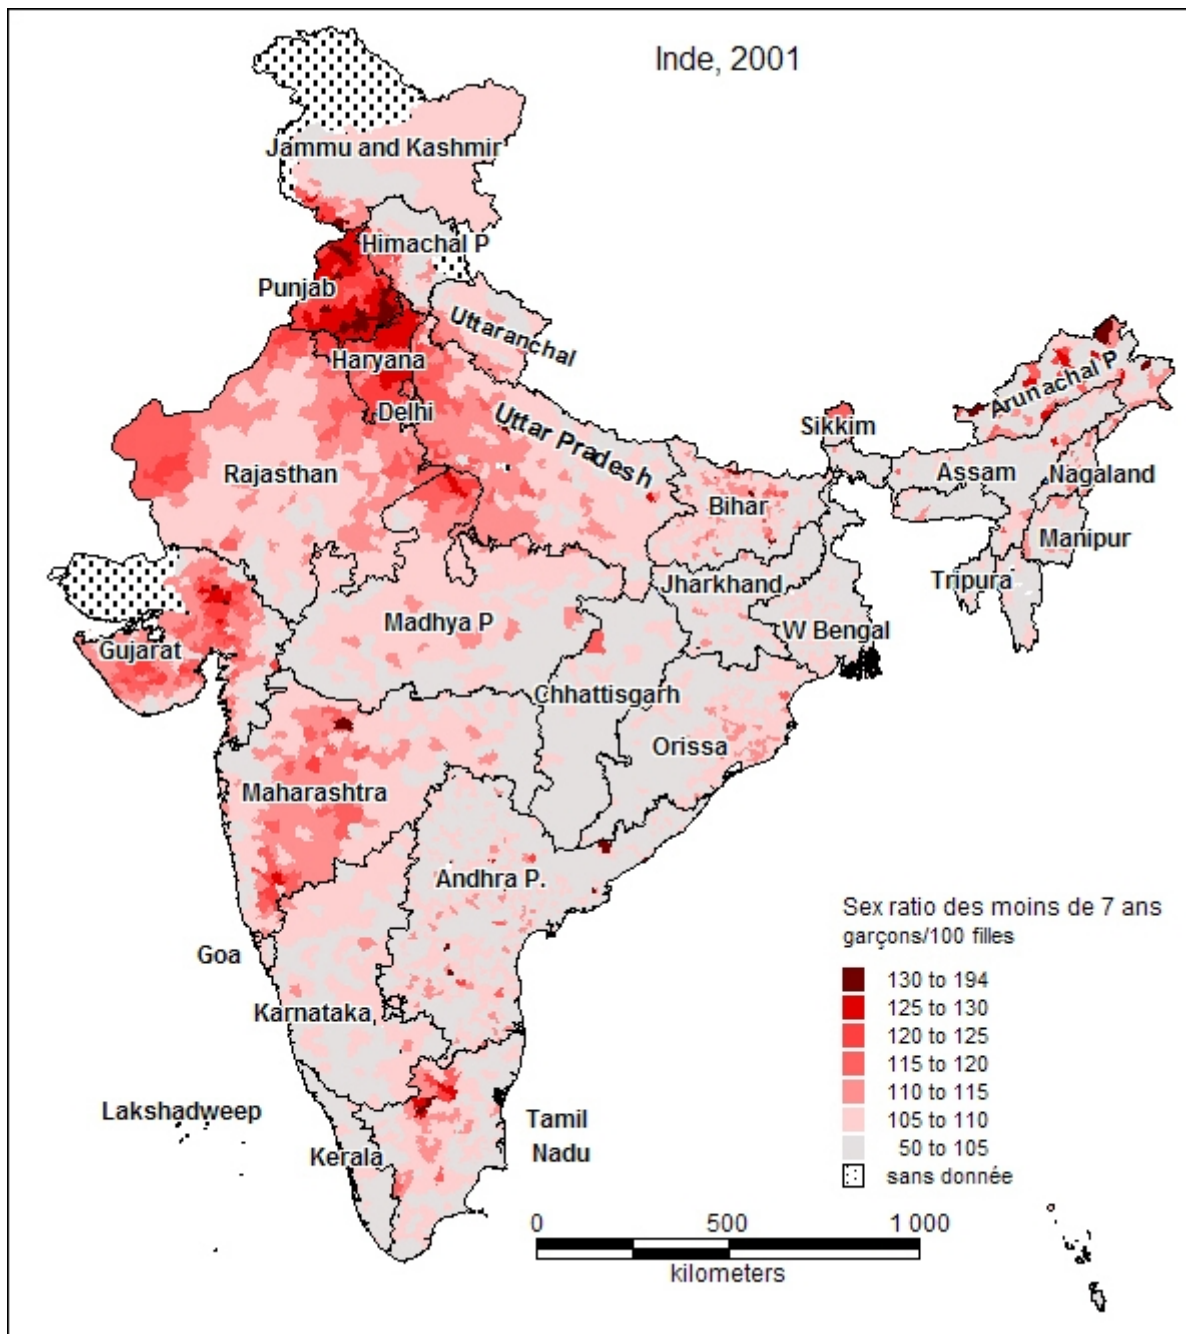 Inde, 2001
Jammu and Kashmir
Himachal P
Punjab
Uttaranchal
Haryana
Delhi
Uttar Pradesh
Rajasthan
Sikkim
Arunachal P
Assam
Nagaland
Bihar
Manipur
Jharkhand
Tripura
Madhya P
W Bengal
Gujarat
Chhattisgarh
Orissa
Maharashtra
Andhra P.
Goa
Karnataka
Lakshadweep
Tamil
Nadu
Kerala
Sex ratio des moins de 7 ans
garçons/100 filles
130 to 194
125 to 130
120 to 125
115 to 120
110 to 115
105 to 110
50 to 105
sans donnée
0 500 1 000
kilometers